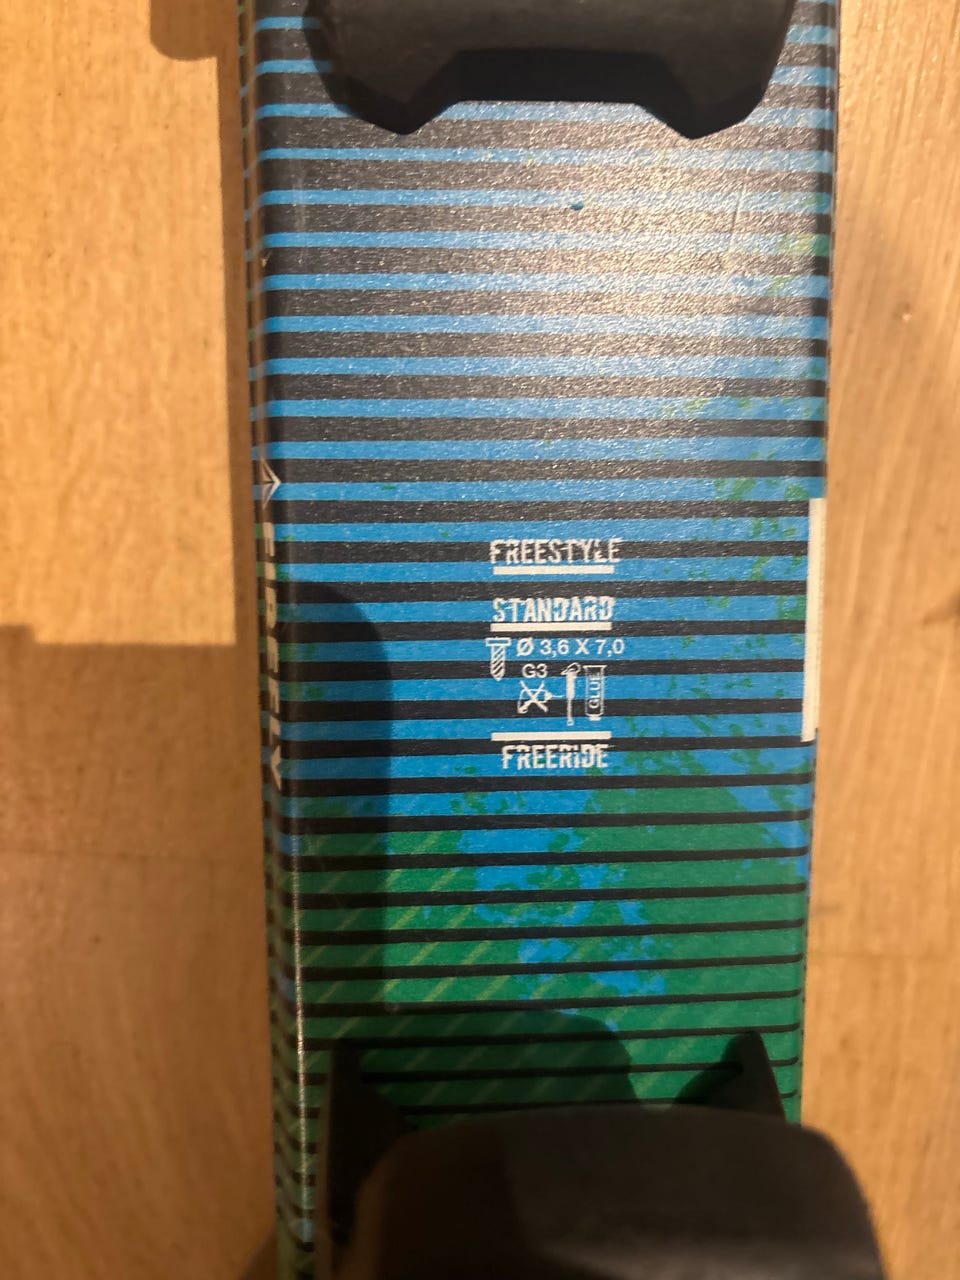 FREESTYLE
STANDARD
Ø 3,6 X 7,0
G3
GLUE
FREERIDE
FIREFLY